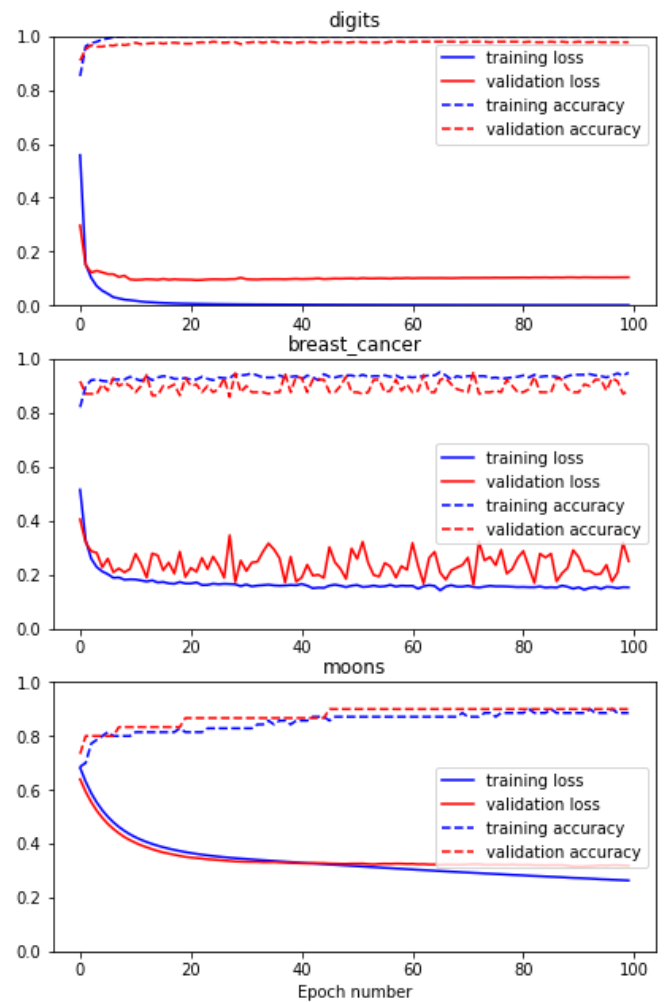 digits
1.0
0.8
0.6
0.4
0.2
0.0
training loss
validation loss
training accuracy
validation accuracy
0 20 40 60 80 100
breast_cancer
1.0
0.8
0.6
0.4
0.2
0.0
training loss
validation loss
training accuracy
validation accuracy
0 20 40 60 80 100
moons
1.0
0.8
0.6
0.4
0.2
0.0
training loss
validation loss
training accuracy
validation accuracy
0 20 40 60 80 100
Epoch number